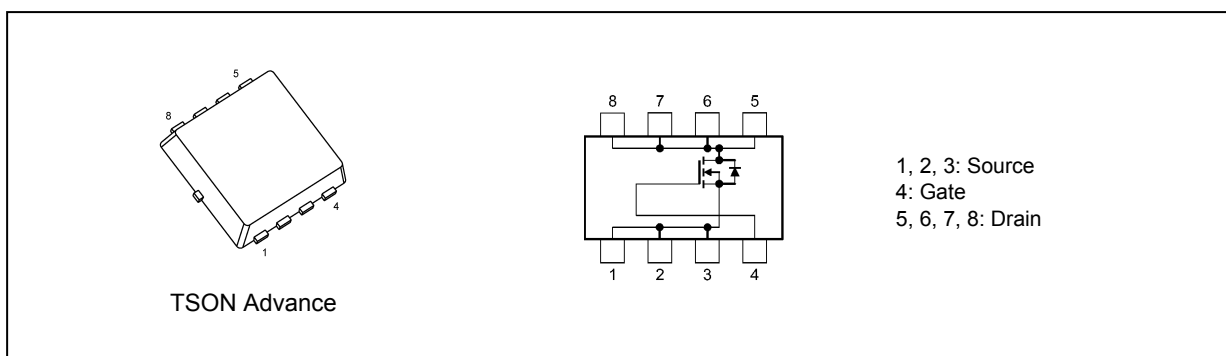 5
8
4
1
TSON Advance
8 7 6 5
1 2 3 4
1, 2, 3: Source
4: Gate
5, 6, 7, 8: Drain